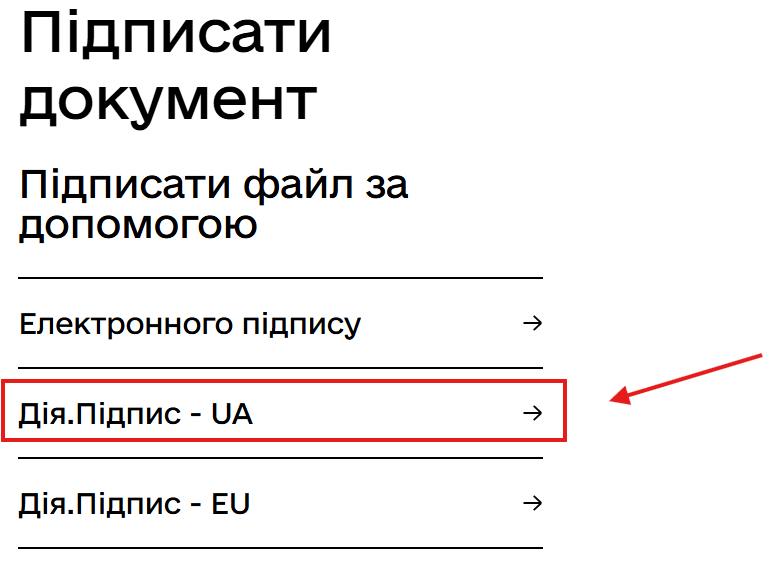 Підписати
документ
Підписати файл за
допомогою
Електронного підпису →
Дія.Підпис - UA →
Дія.Підпис - EU →